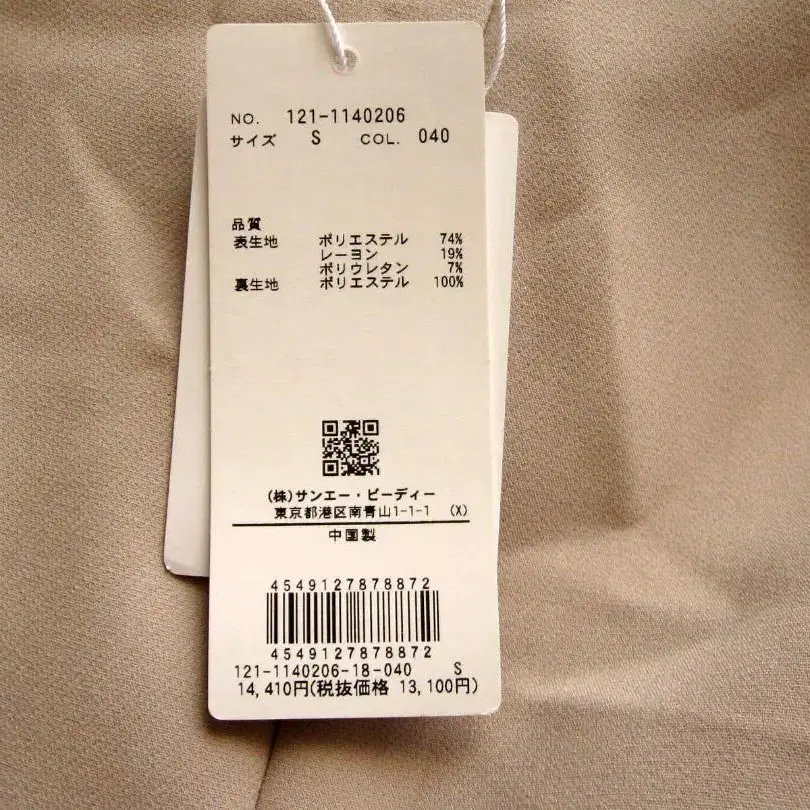 NO. 121-1140206
サイズ S COL. 040
品質
表生地 ポリエステル 74%
レーヨン 19%
ポリウレタン 7%
裏生地 ポリエステル 100%
(株)サンエー・ビーディー
東京都港区南青山1-1-1 (X)
中国製
4549127878872
4549127878872
121-1140206-18-040 S
14,410円(税抜価格 13,100円)